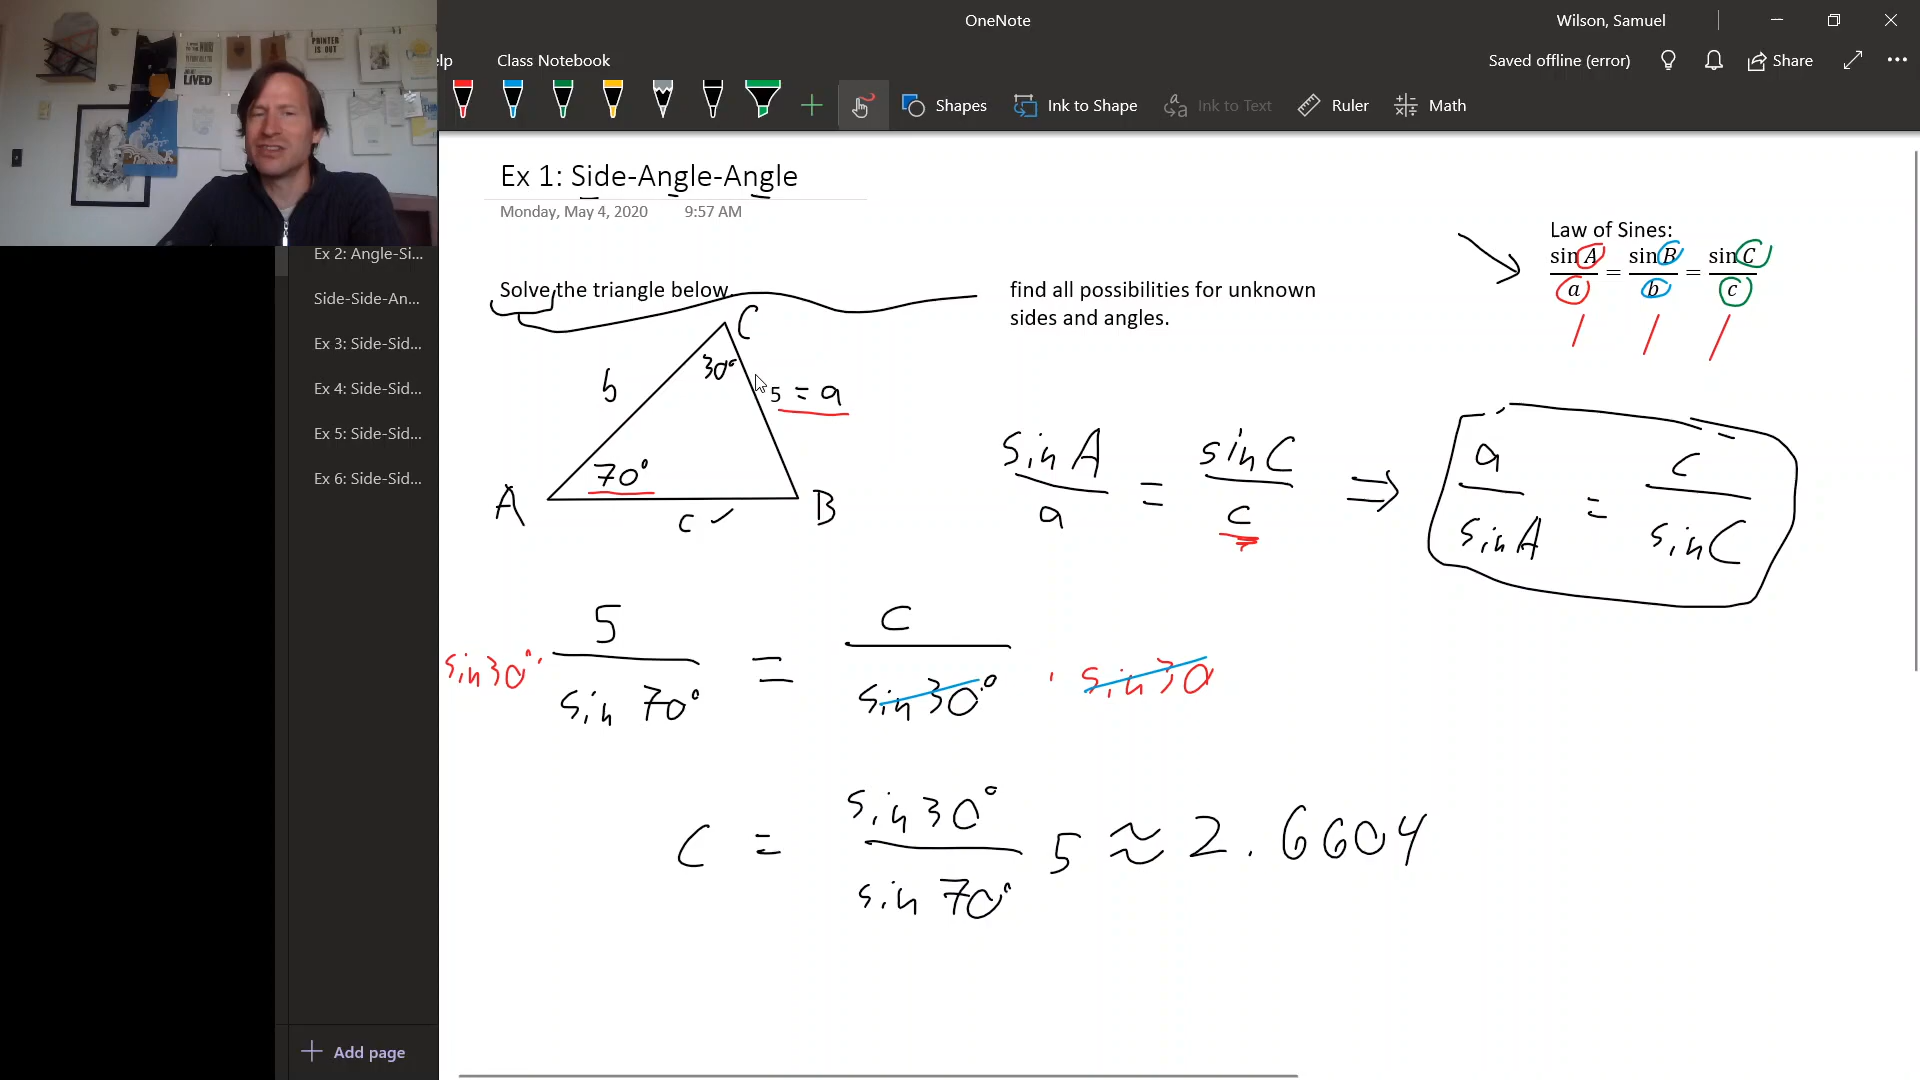 OneNote
Wilson, Samuel
elp
Class Notebook
Saved offline (error)
Share
Shapes
Ink to Shape
Ink to Text
Ruler
Math
PRINTER
IS OUT
LIVED
Ex 1: Side-Angle-Angle
Monday, May 4, 2020 9:57 AM
Ex 2: Angle-Si...
Side-Side-An...
Ex 3: Side-Sid...
Ex 4: Side-Sid...
Ex 5: Side-Sid...
Ex 6: Side-Sid...
Add page
Law of Sines:
sin A / a = sin B / b = sin C / c
Solve the triangle below.
find all possibilities for unknown
sides and angles.
C
30°
b
5 = a
70°
A
c ✓
B
sin A / a = sin C / c ⇒ a / sin A = c / sin C
sin 30° · 5 / sin 70° = c / sin 30° · sin 30
c = sin 30° / sin 70° 5 ≈ 2.6604